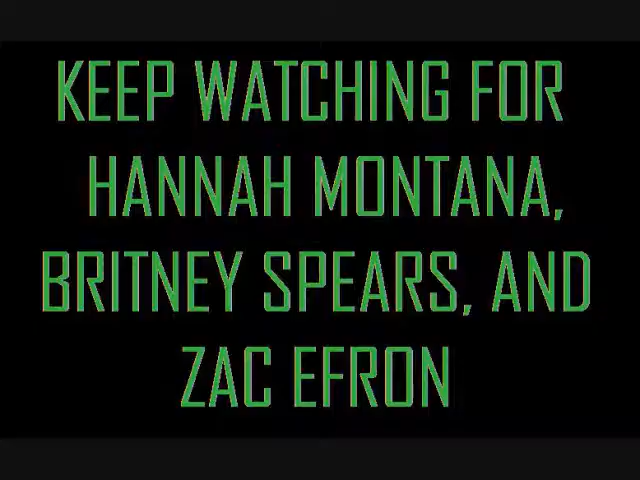 KEEP WATCHING FOR
HANNAH MONTANA,
BRITNEY SPEARS, AND
ZAC EFRON